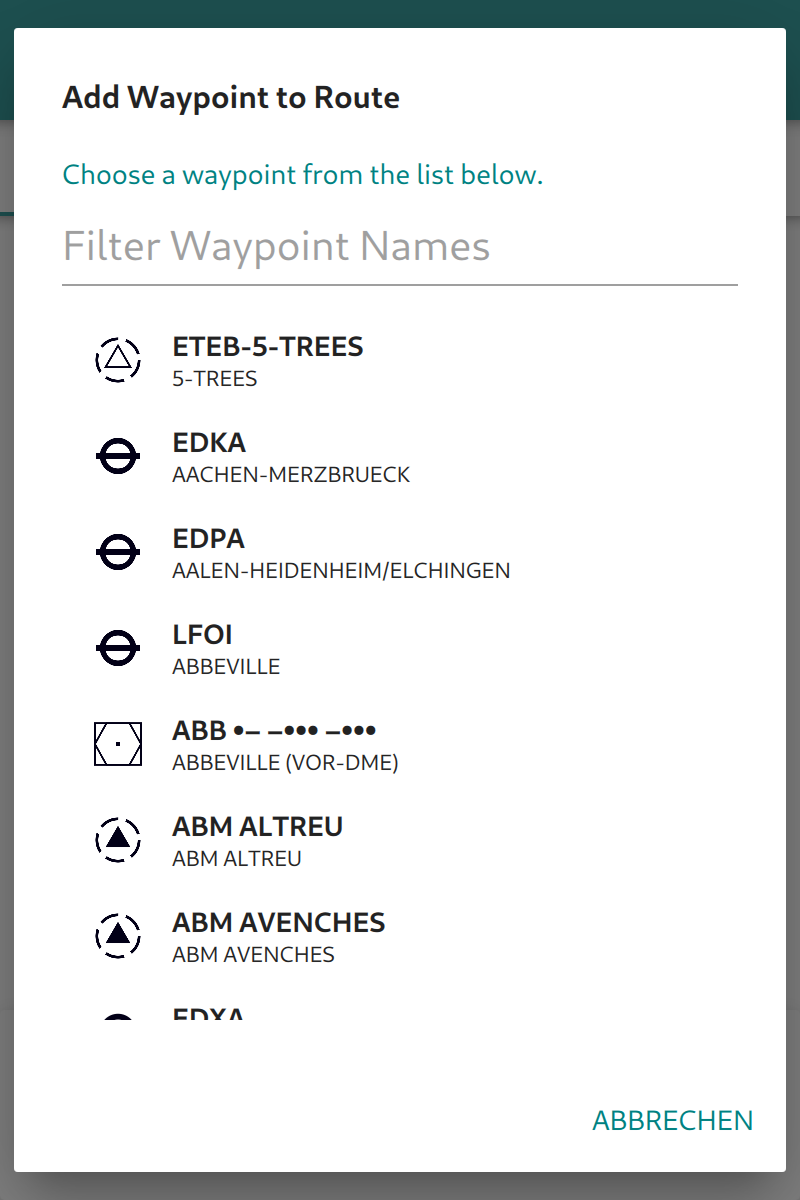 Add Waypoint to Route
Choose a waypoint from the list below.
Filter Waypoint Names
ETEB-5-TREES
5-TREES
EDKA
AACHEN-MERZBRUECK
EDPA
AALEN-HEIDENHEIM/ELCHINGEN
LFOI
ABBEVILLE
ABB •– –••• –•••
ABBEVILLE (VOR-DME)
ABM ALTREU
ABM ALTREU
ABM AVENCHES
ABM AVENCHES
EDXA
ABBRECHEN